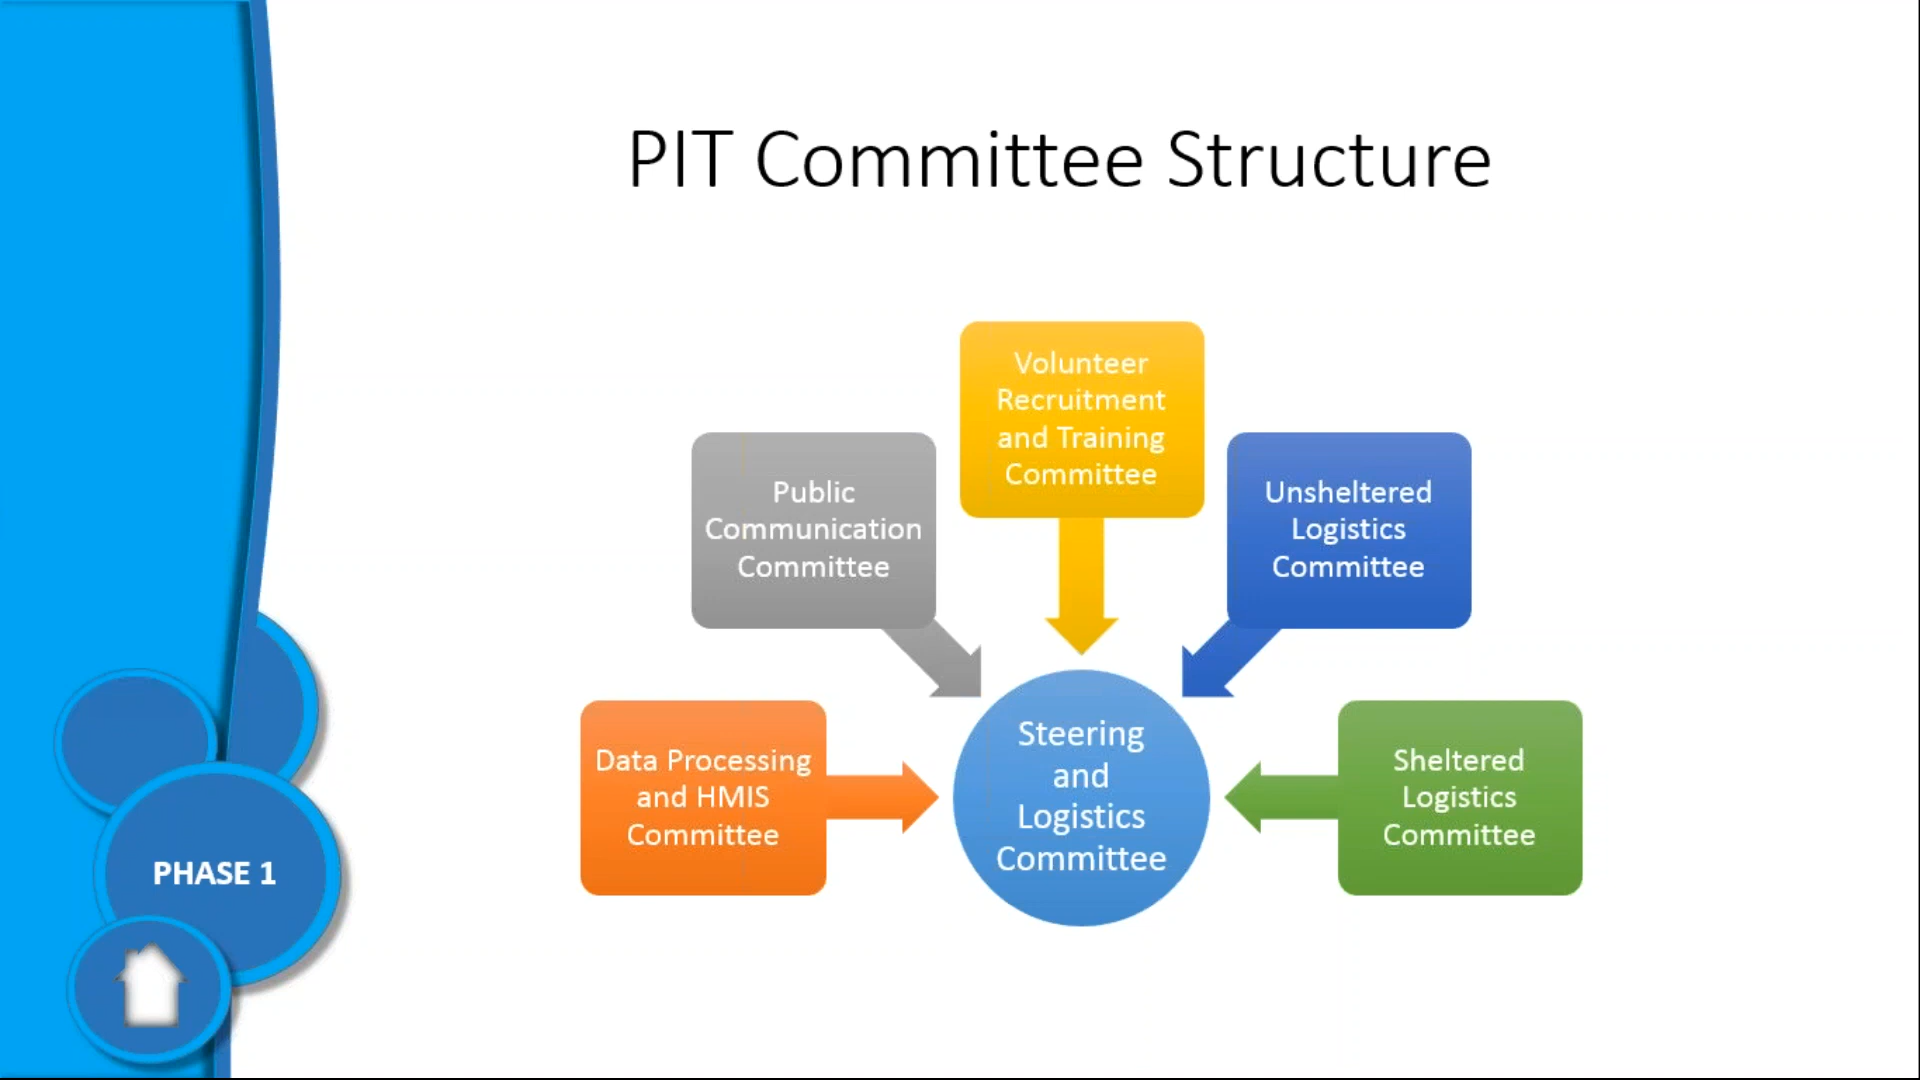 PIT Committee Structure
Volunteer
Recruitment
and Training
Committee
Public
Communication
Committee
Unsheltered
Logistics
Committee
Data Processing
and HMIS
Committee
Steering
and
Logistics
Committee
Sheltered
Logistics
Committee
PHASE 1